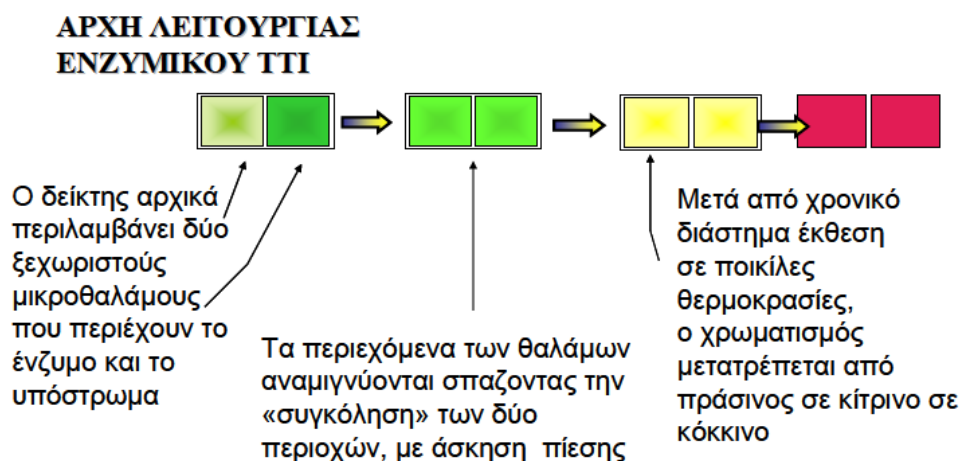 ΑΡΧΗ ΛΕΙΤΟΥΡΓΙΑΣ
ΕΝΖΥΜΙΚΟΥ ΤΤΙ
Ο δείκτης αρχικά
περιλαμβάνει δύο
ξεχωριστούς
μικροθαλάμους
που περιέχουν το
ένζυμο και το
υπόστρωμα
Τα περιεχόμενα των θαλάμων
αναμιγνύονται σπαζοντας την
«συγκόληση» των δύο
περιοχών, με άσκηση πίεσης
Μετά από χρονικό
διάστημα έκθεση
σε ποικίλες
θερμοκρασίες,
ο χρωματισμός
μετατρέπεται από
πράσινος σε κίτρινο σε
κόκκινο